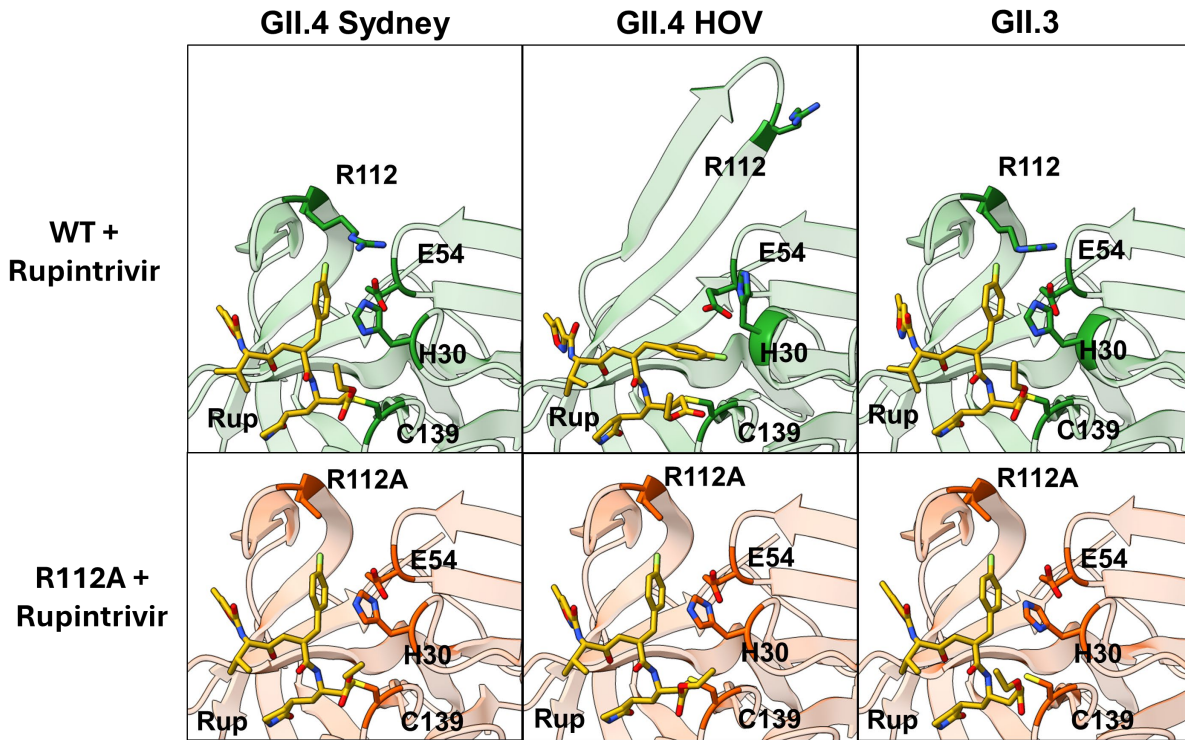 GII.4 Sydney
GII.4 HOV
GII.3
WT +
Rupintrivir
R112
E54
H30
Rup
C139
R112
E54
H30
Rup
C139
R112
E54
H30
Rup
C139
R112A +
Rupintrivir
R112A
E54
H30
Rup
C139
R112A
E54
H30
Rup
C139
R112A
E54
H30
Rup
C139